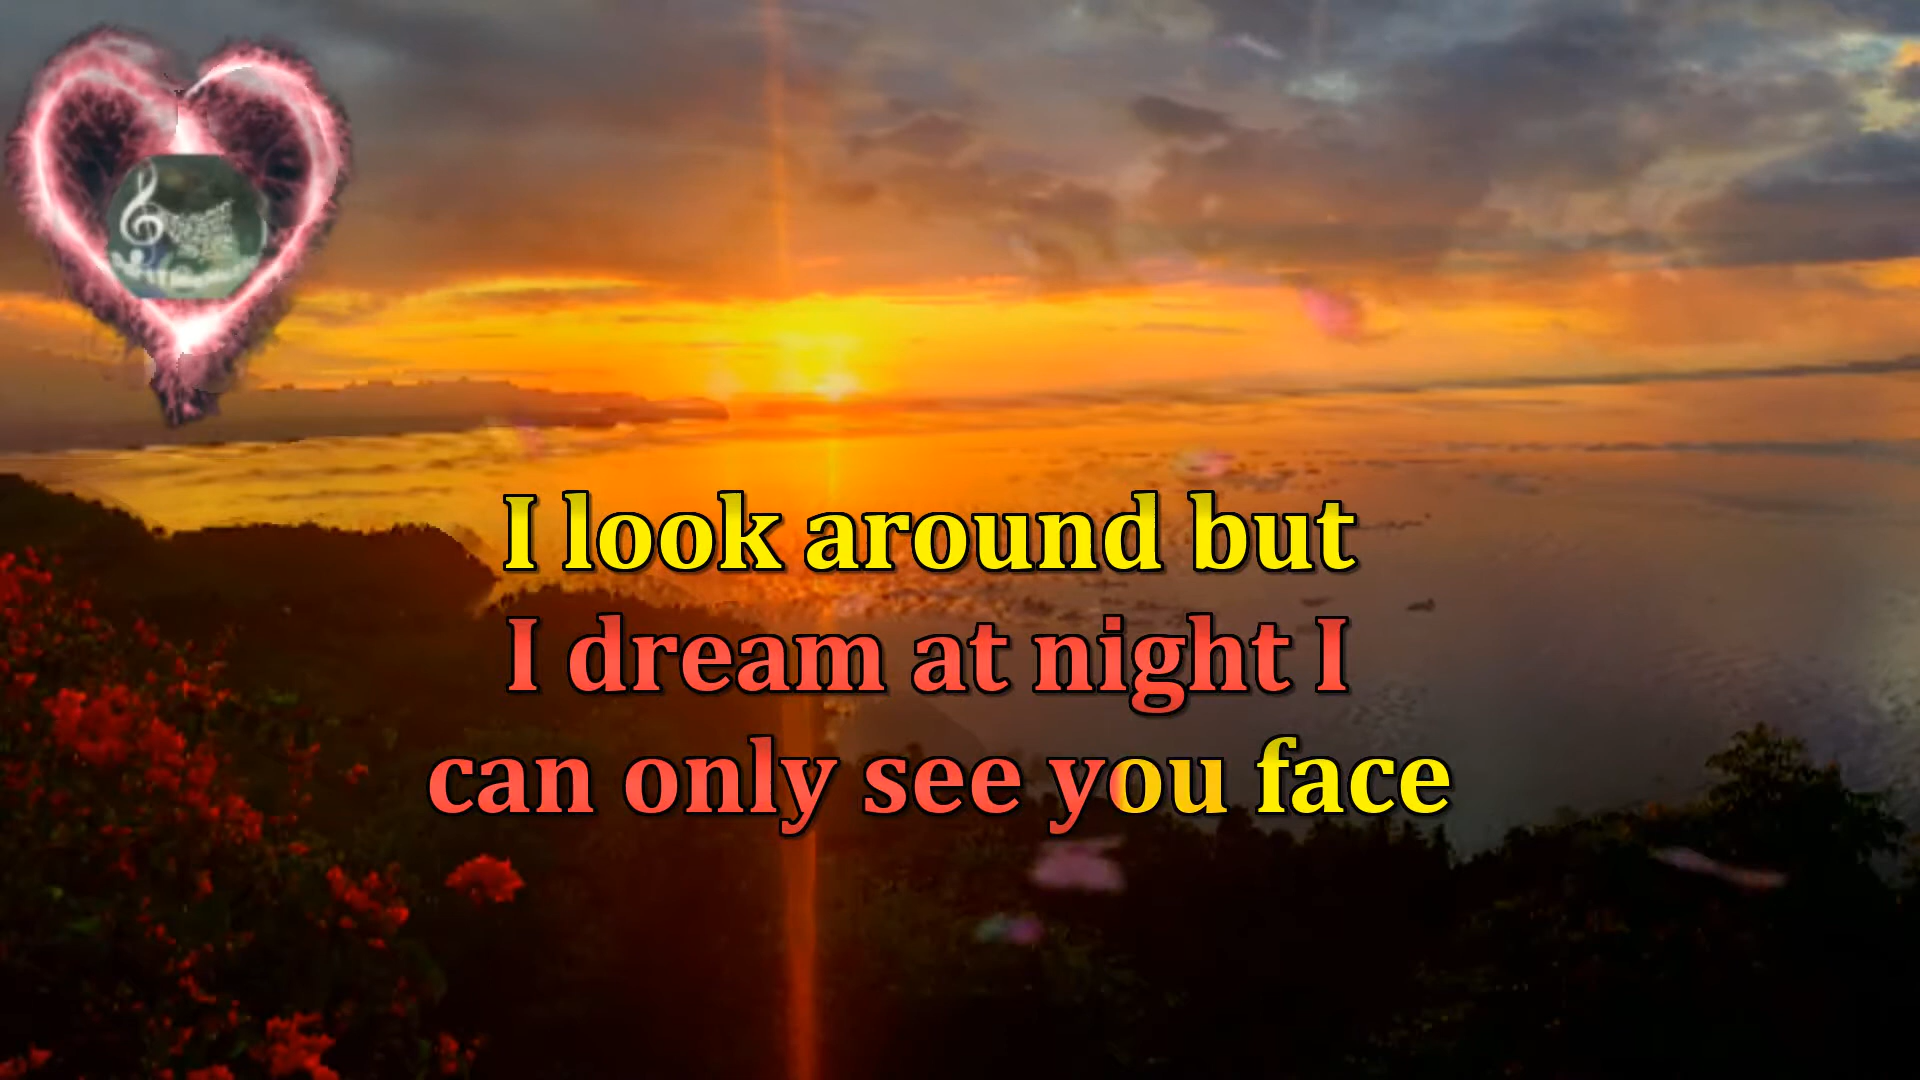 I look around but
I dream at night I
can only see you face